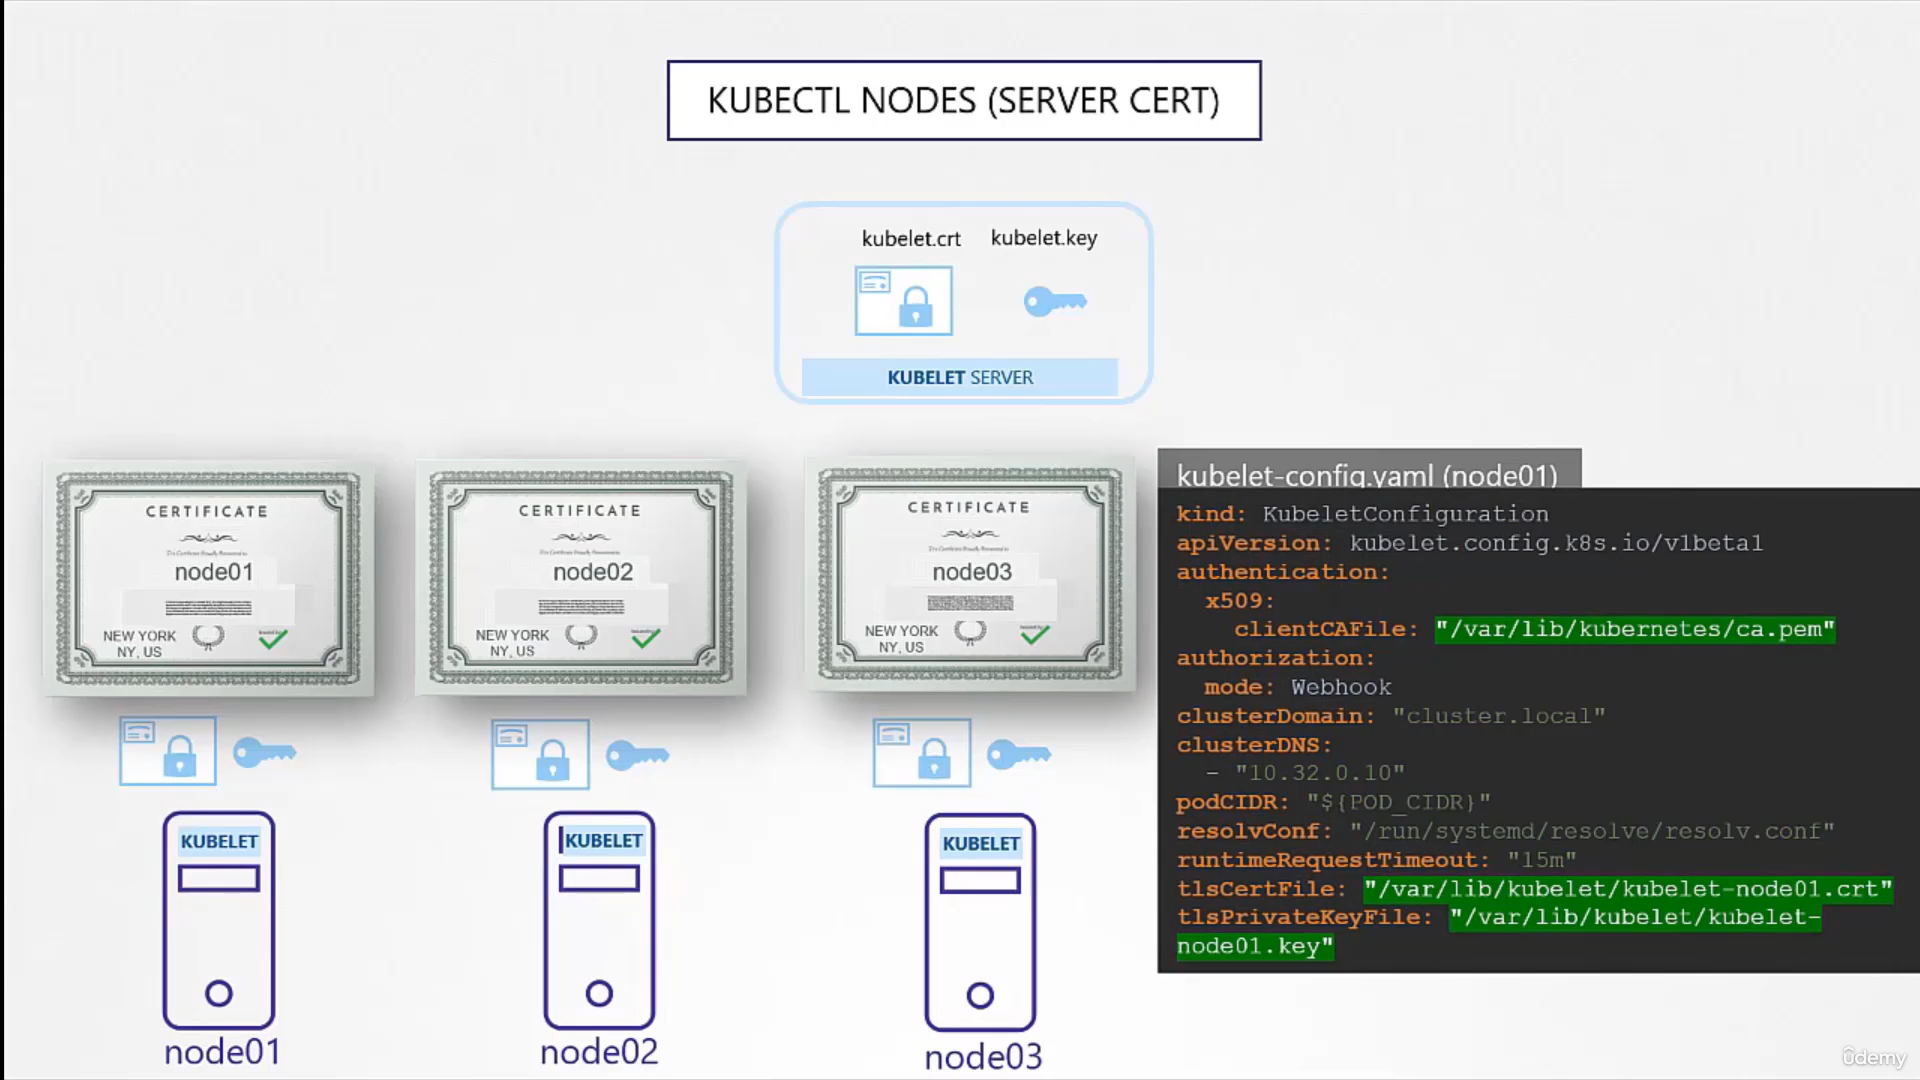 KUBECTL NODES (SERVER CERT)
kubelet.crt kubelet.key
KUBELET SERVER
CERTIFICATE
node01
NEW YORK
NY, US
CERTIFICATE
node02
NEW YORK
NY, US
CERTIFICATE
node03
NEW YORK
NY, US
KUBELET
node01
KUBELET
node02
KUBELET
node03
kubelet-config.yaml (node01)
kind: KubeletConfiguration
apiVersion: kubelet.config.k8s.io/v1beta1
authentication:
x509:
clientCAFile: "/var/lib/kubernetes/ca.pem"
authorization:
mode: Webhook
clusterDomain: "cluster.local"
clusterDNS:
- "10.32.0.10"
podCIDR: "${POD_CIDR}"
resolvConf: "/run/systemd/resolve/resolv.conf"
runtimeRequestTimeout: "15m"
tlsCertFile: "/var/lib/kubelet/kubelet-node01.crt"
tlsPrivateKeyFile: "/var/lib/kubelet/kubelet-
node01.key"
ûdemy